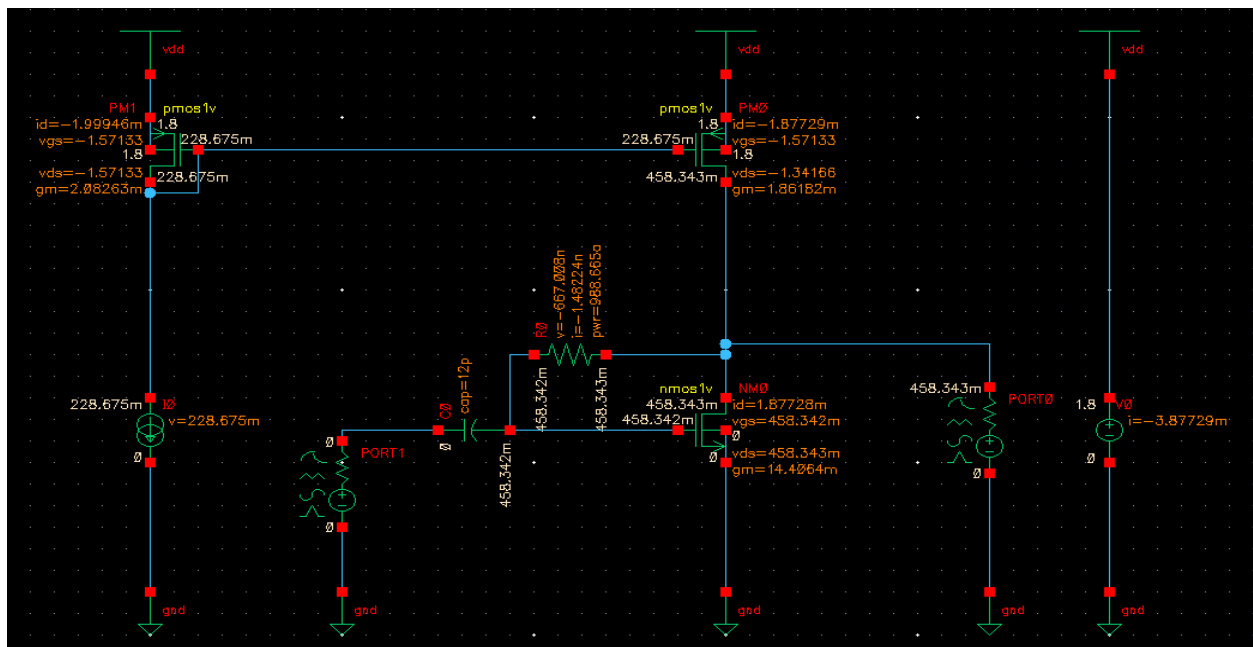 vdd
vdd
vdd
PM1
pmos1v
id=-1.99946m
1.8
vgs=-1.57133
228.675m
1.8
vds=-1.57133
228.675m
gm=2.08263m
pmos1v
PM0
1.8
id=-1.87729m
228.675m
vgs=-1.57133
1.8
458.343m
vds=-1.34166
gm=1.86182m
R0
v=-667.008n
i=-1.48224n
pwr=988.665a
458.342m
458.343m
C0
cap=12p
0
458.342m
nmos1v
NM0
458.343m
id=1.87728m
458.342m
vgs=458.342m
0
0
vds=458.343m
gm=14.4064m
228.675m
I0
v=228.675m
0
0
PORT1
0
458.343m
PORT0
0
1.8
V0
i=-3.87729m
0
gnd
gnd
gnd
gnd
gnd